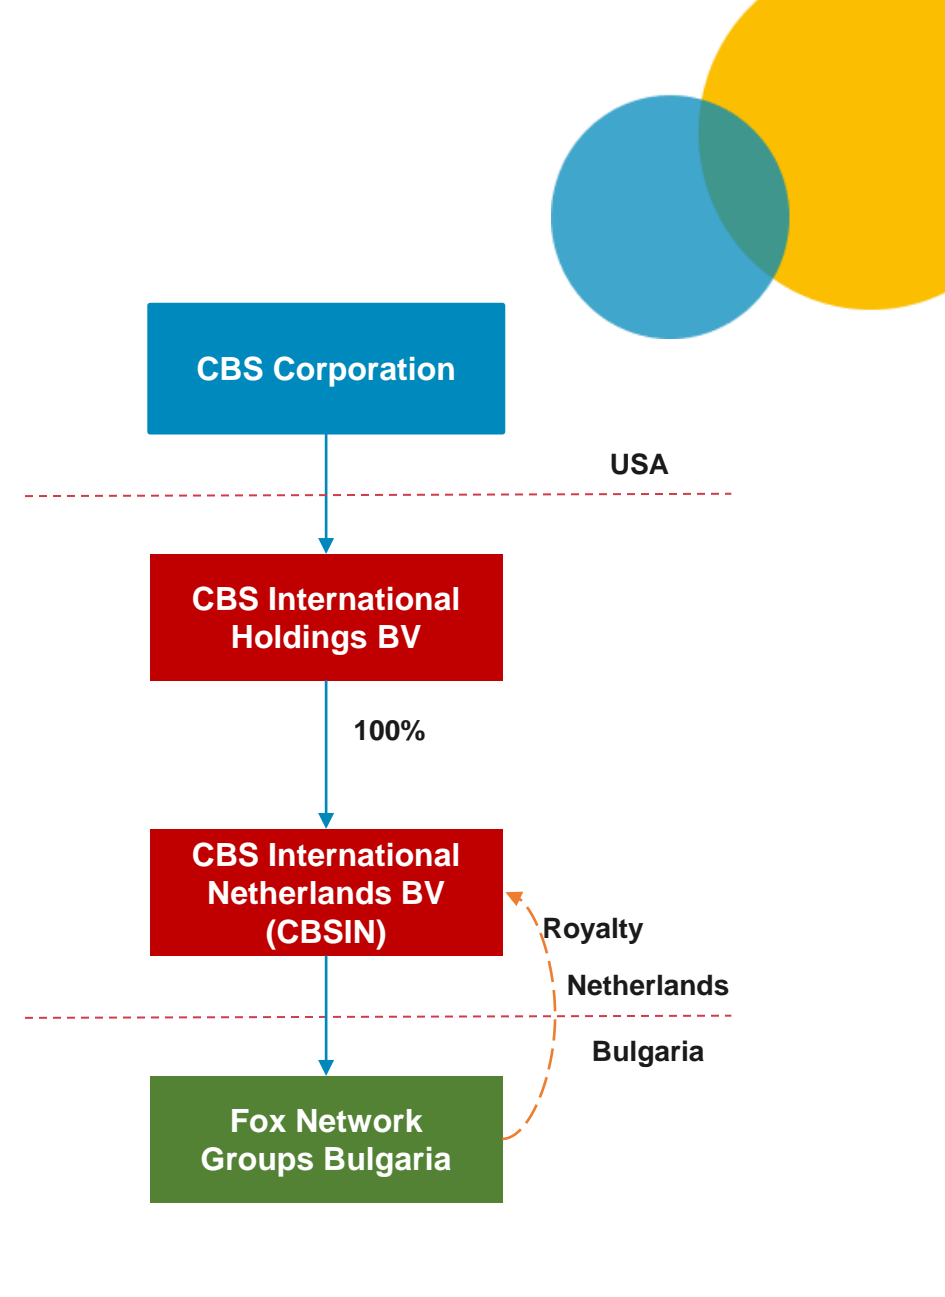 CBS Corporation
USA
CBS International
Holdings BV
100%
CBS International
Netherlands BV
(CBSIN)
Royalty
Netherlands
Bulgaria
Fox Network
Groups Bulgaria